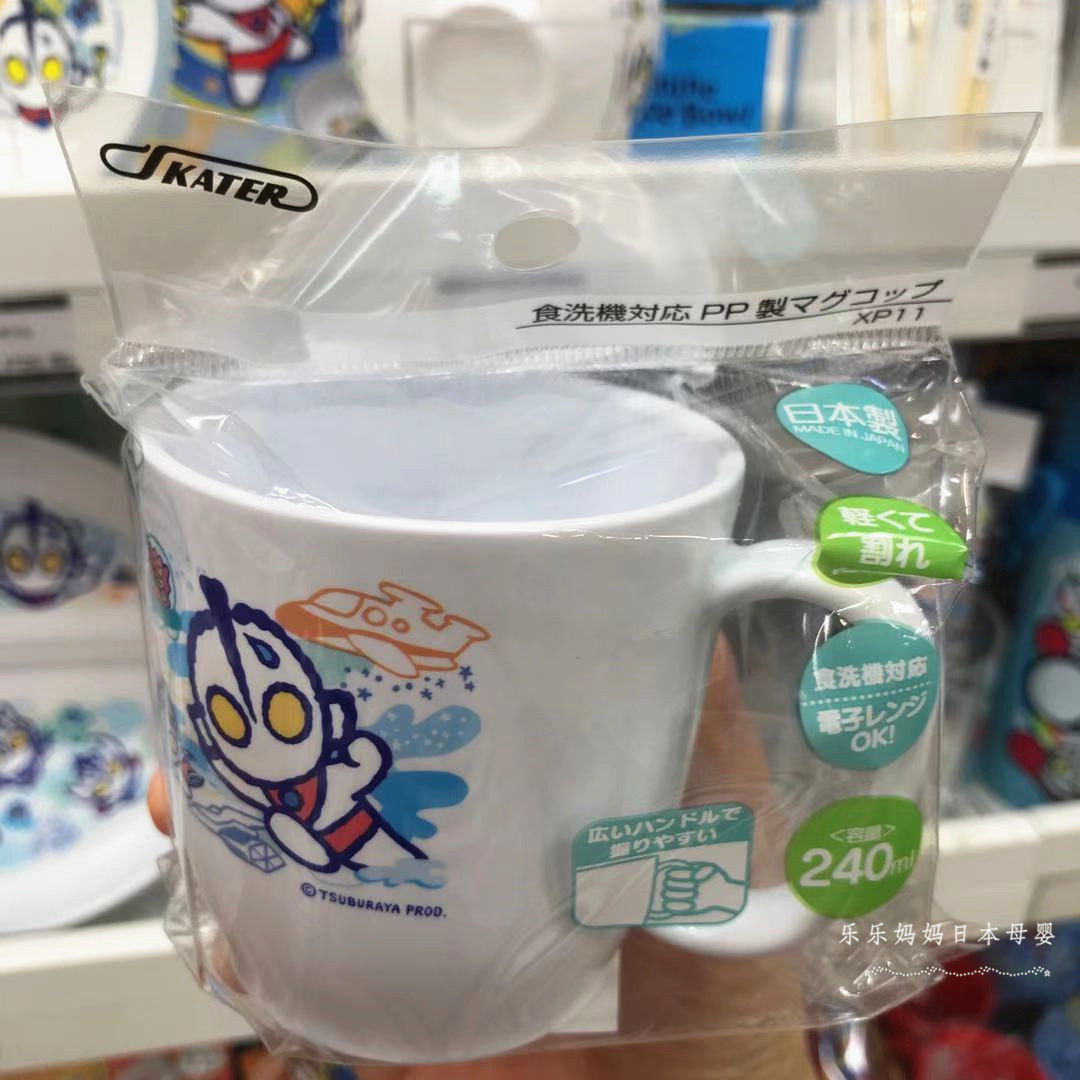 SKATER
食洗機対応 PP 製マグコップ
XP11
日本製
MADE IN JAPAN
軽くて
割れ
食洗機対応
電子レンジ
OK!
広いハンドルで
握りやすい
<容量>
240ml
© TSUBURAYA PROD.
乐乐妈妈日本母婴